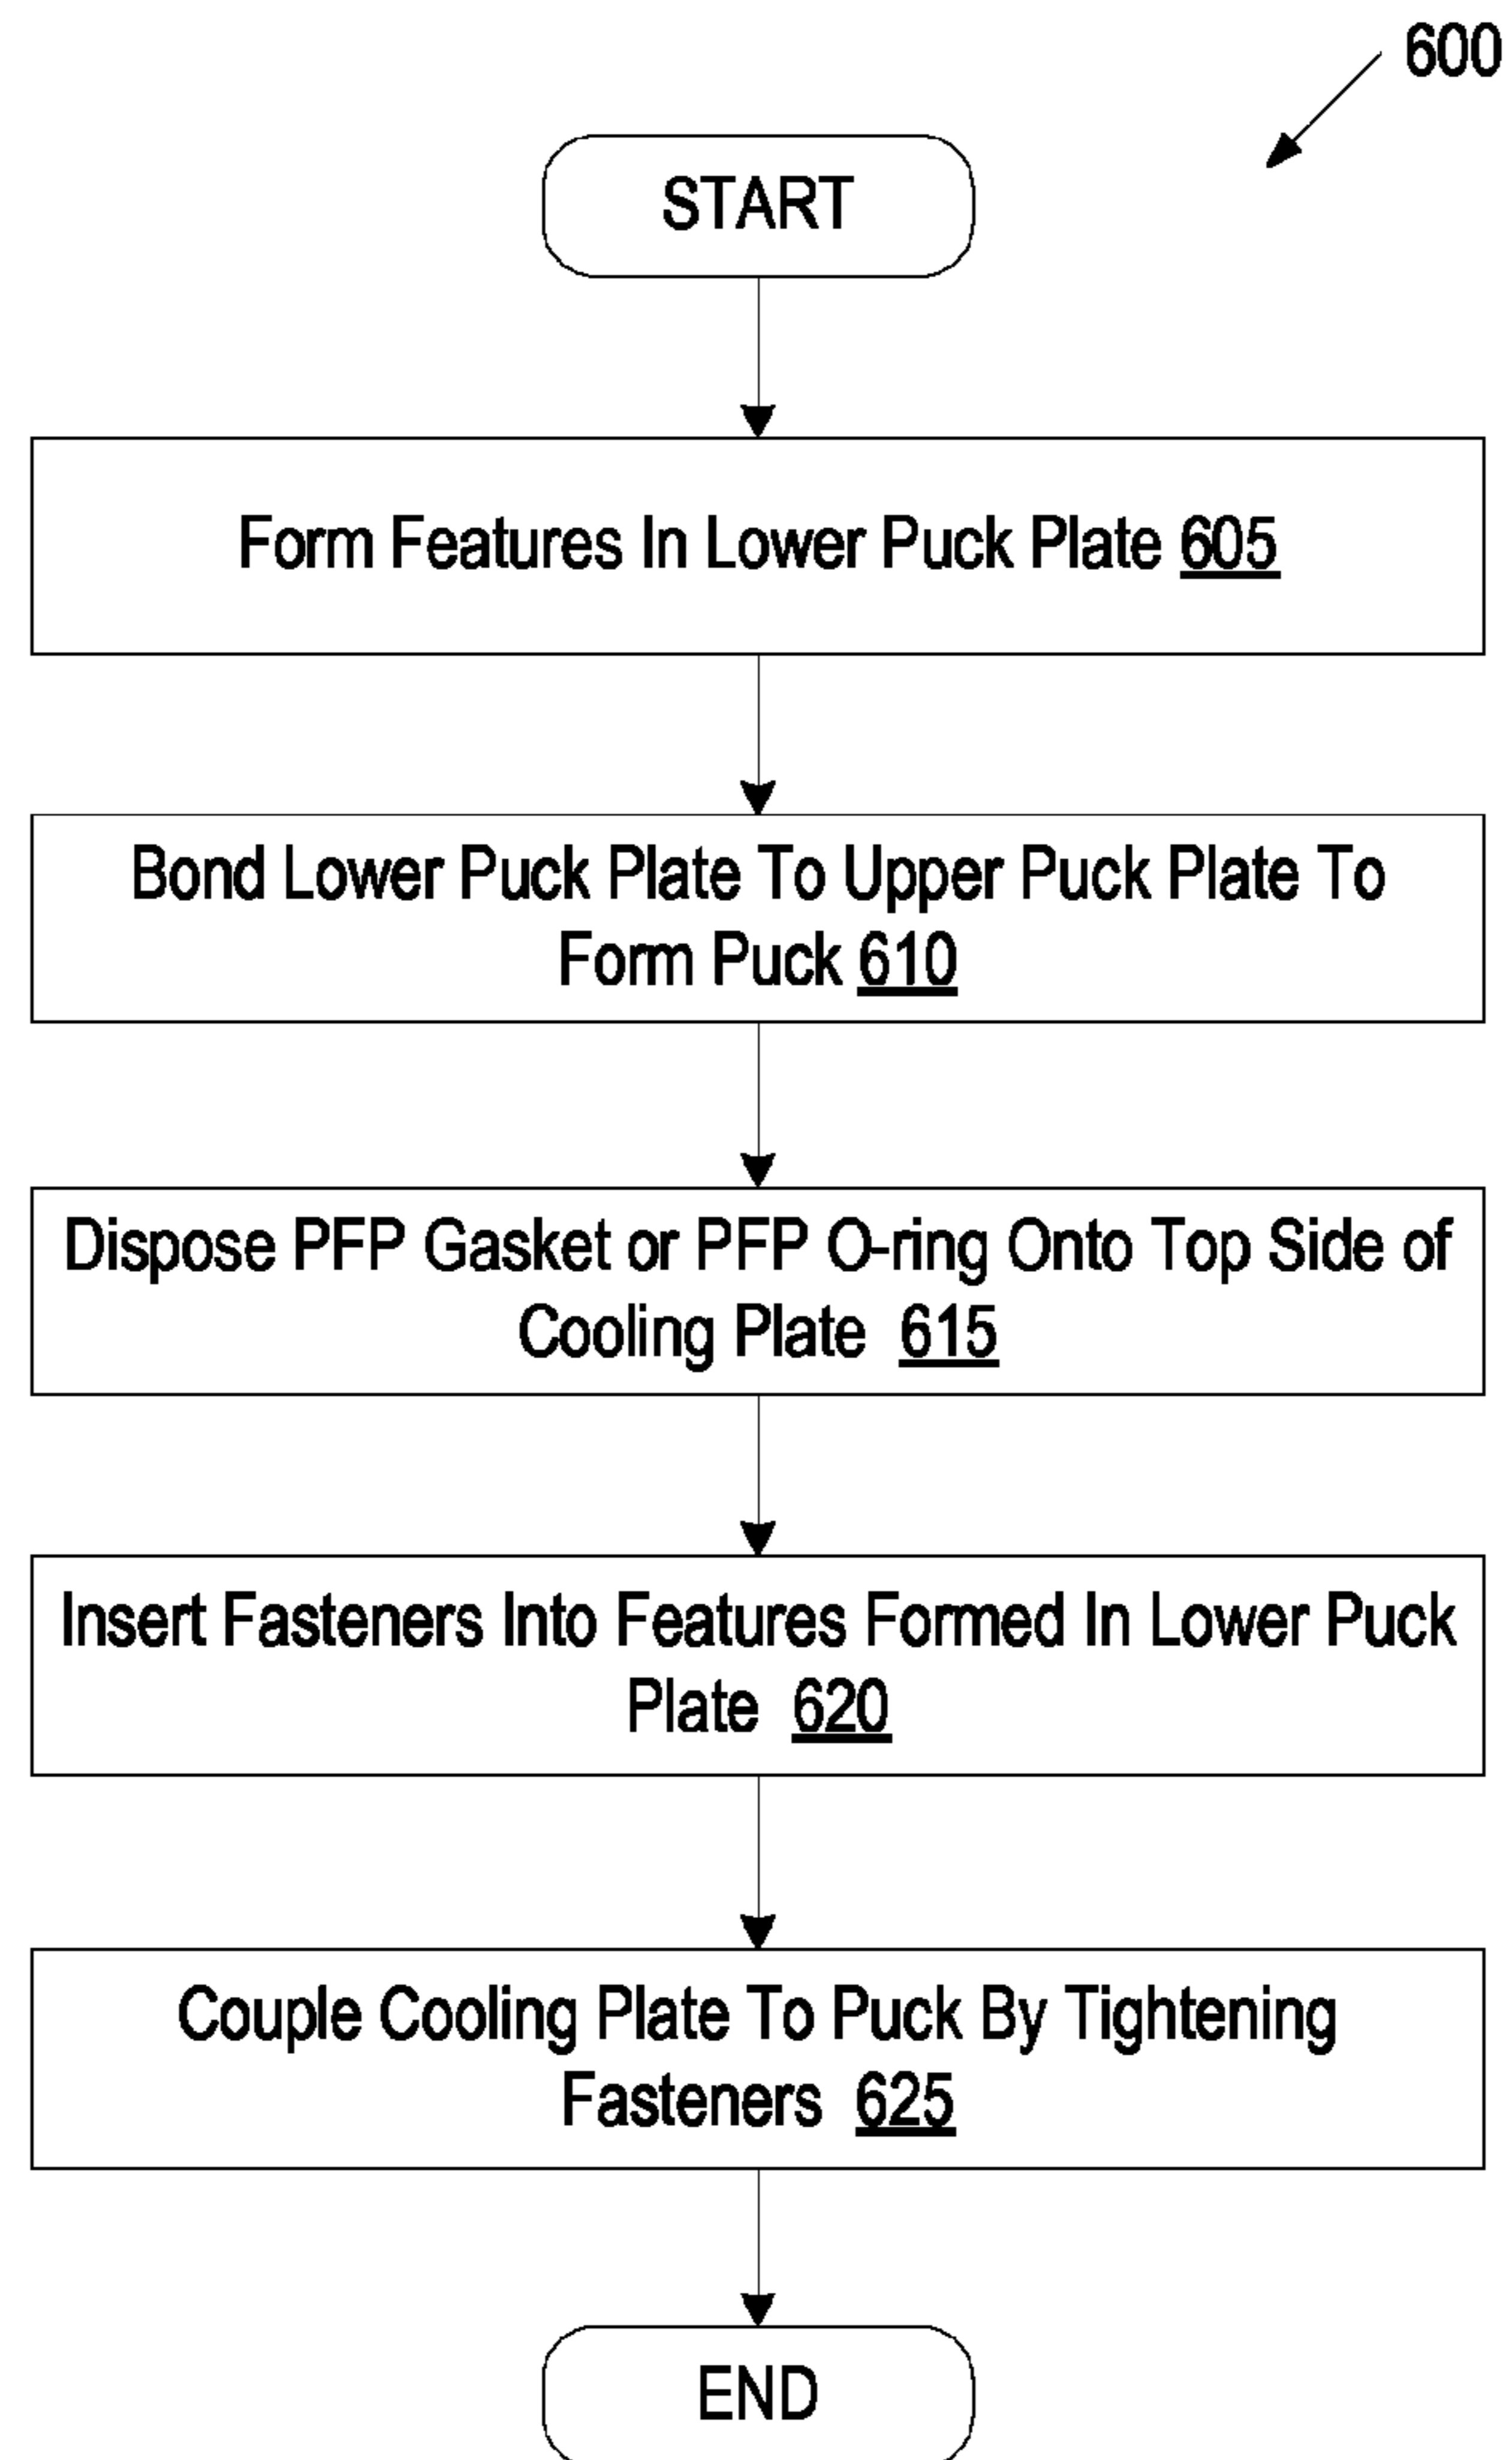 600
START
Form Features In Lower Puck Plate 605
Bond Lower Puck Plate To Upper Puck Plate To
Form Puck 610
Dispose PFP Gasket or PFP O-ring Onto Top Side of
Cooling Plate 615
Insert Fasteners Into Features Formed In Lower Puck
Plate 620
Couple Cooling Plate To Puck By Tightening
Fasteners 625
END